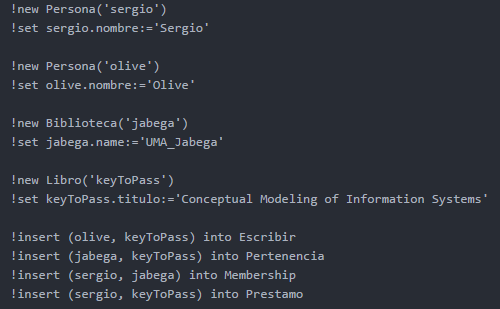 !new Persona('sergio')
!set sergio.nombre:='Sergio'
!new Persona('olive')
!set olive.nombre:='Olive'
!new Biblioteca('jabega')
!set jabega.name:='UMA_Jabega'
!new Libro('keyToPass')
!set keyToPass.titulo:='Conceptual Modeling of Information Systems'
!insert (olive, keyToPass) into Escribir
!insert (jabega, keyToPass) into Pertenencia
!insert (sergio, jabega) into Membership
!insert (sergio, keyToPass) into Prestamo